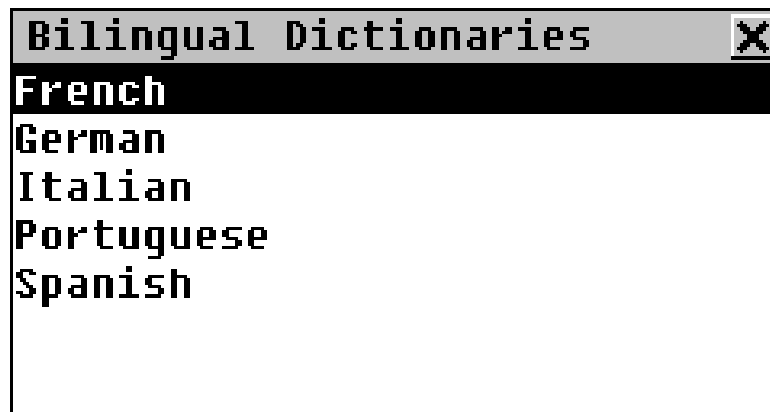 Bilingual Dictionaries
French
German
Italian
Portuguese
Spanish